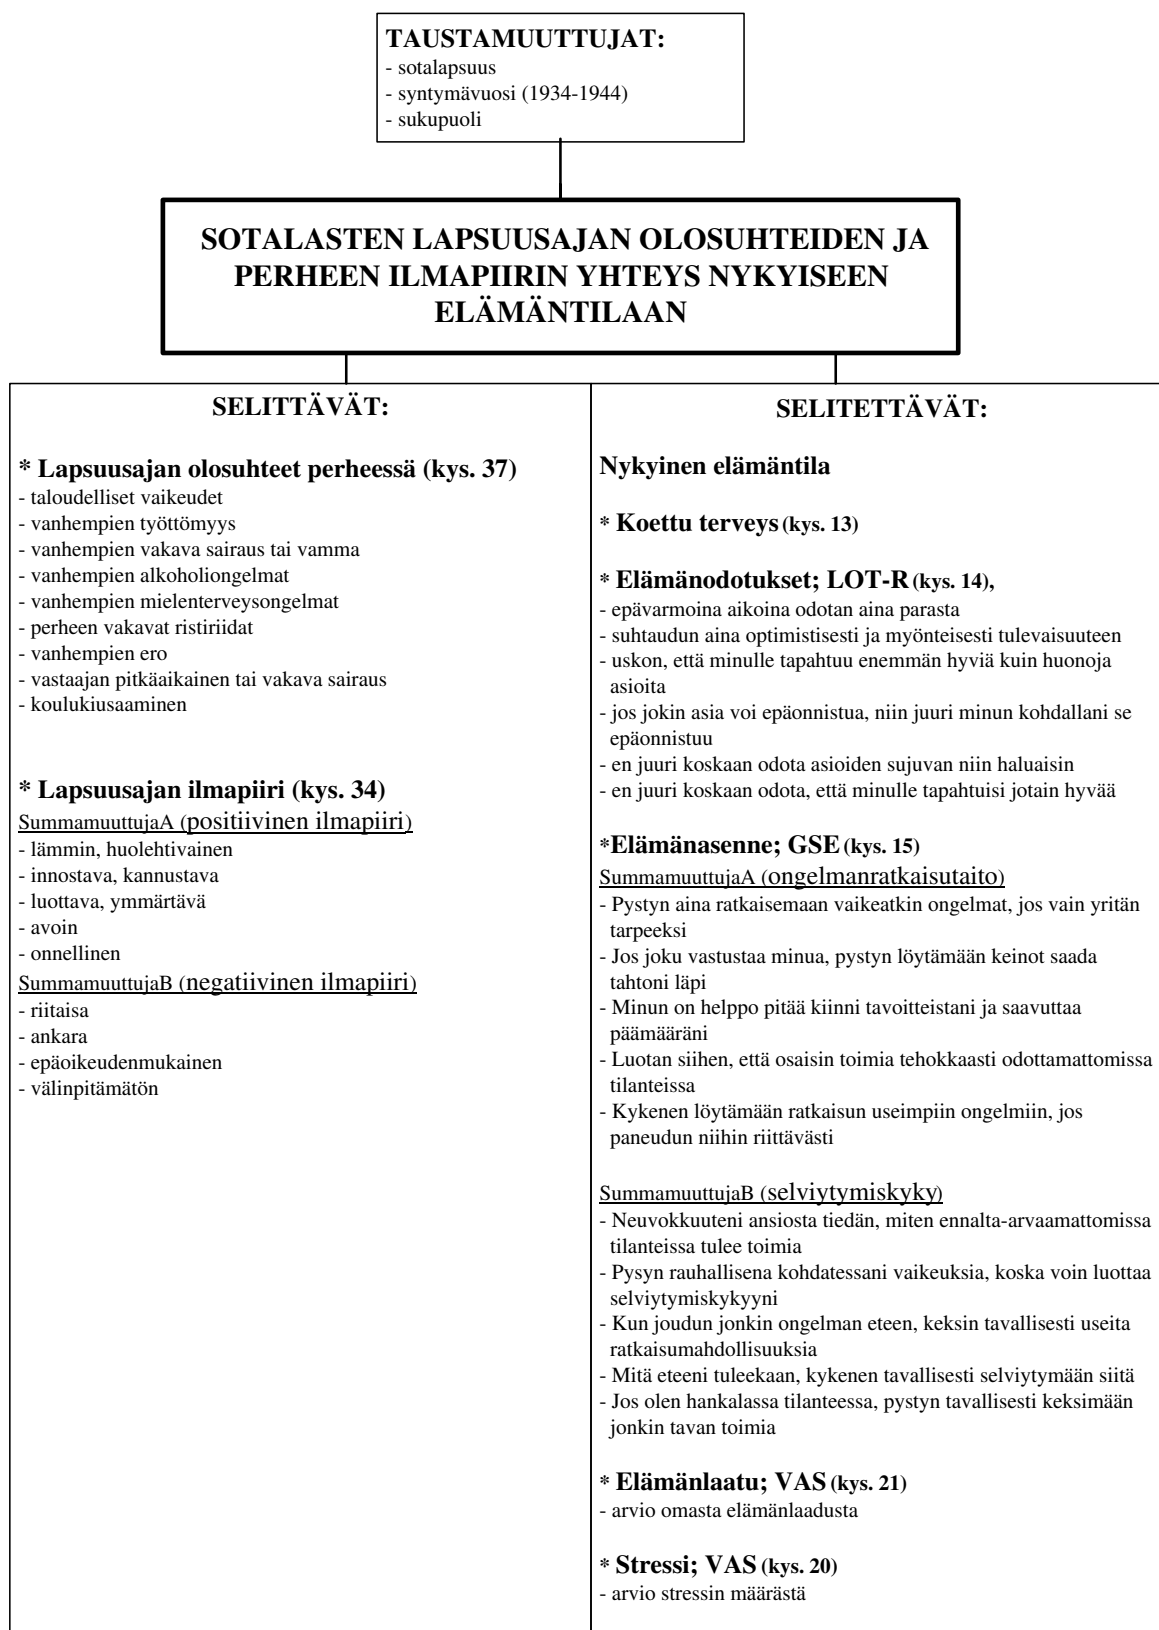 TAUSTAMUUTTUJAT:
- sotalapsuus
- syntymävuosi (1934-1944)
- sukupuoli
SOTALASTEN LAPSUUSAJAN OLOSUHTEIDEN JA
PERHEEN ILMAPIIRIN YHTEYS NYKYISEEN
ELÄMÄNTILAAN
SELITTÄVÄT:
* Lapsuusajan olosuhteet perheessä (kys. 37)
- taloudelliset vaikeudet
- vanhempien työttömyys
- vanhempien vakava sairaus tai vamma
- vanhempien alkoholiongelmat
- vanhempien mielenterveysongelmat
- perheen vakavat ristiriidat
- vanhempien ero
- vastaajan pitkäaikainen tai vakava sairaus
- koulukiusaaminen
* Lapsuusajan ilmapiiri (kys. 34)
SummamuuttujaA (positiivinen ilmapiiri)
- lämmin, huolehtivainen
- innostava, kannustava
- luottava, ymmärtävä
- avoin
- onnellinen
SummamuuttujaB (negatiivinen ilmapiiri)
- riitaisa
- ankara
- epäoikeudenmukainen
- välinpitämätön
SELITETTÄVÄT:
Nykyinen elämäntila
* Koettu terveys (kys. 13)
* Elämänodotukset; LOT-R (kys. 14),
- epävarmoina aikoina odotan aina parasta
- suhtaudun aina optimistisesti ja myönteisesti tulevaisuuteen
- uskon, että minulle tapahtuu enemmän hyviä kuin huonoja
asioita
- jos jokin asia voi epäonnistua, niin juuri minun kohdallani se
epäonnistuu
- en juuri koskaan odota asioiden sujuvan niin haluaisin
- en juuri koskaan odota, että minulle tapahtuisi jotain hyvää
*Elämänasenne; GSE (kys. 15)
SummamuuttujaA (ongelmanratkaisutaito)
- Pystyn aina ratkaisemaan vaikeatkin ongelmat, jos vain yritän
tarpeeksi
- Jos joku vastustaa minua, pystyn löytämään keinot saada
tahtoni läpi
- Minun on helppo pitää kiinni tavoitteistani ja saavuttaa
päämääräni
- Luotan siihen, että osaisin toimia tehokkaasti odottamattomissa
tilanteissa
- Kykenen löytämään ratkaisun useimpiin ongelmiin, jos
paneudun niihin riittävästi
SummamuuttujaB (selviytymiskyky)
- Neuvokkuuteni ansiosta tiedän, miten ennalta-arvaamattomissa
tilanteissa tulee toimia
- Pysyn rauhallisena kohdatessani vaikeuksia, koska voin luottaa
selviytymiskykyyni
- Kun joudun jonkin ongelman eteen, keksin tavallisesti useita
ratkaisumahdollisuuksia
- Mitä eteeni tuleekaan, kykenen tavallisesti selviytymään siitä
- Jos olen hankalassa tilanteessa, pystyn tavallisesti keksimään
jonkin tavan toimia
* Elämänlaatu; VAS (kys. 21)
- arvio omasta elämänlaadusta
* Stressi; VAS (kys. 20)
- arvio stressin määrästä